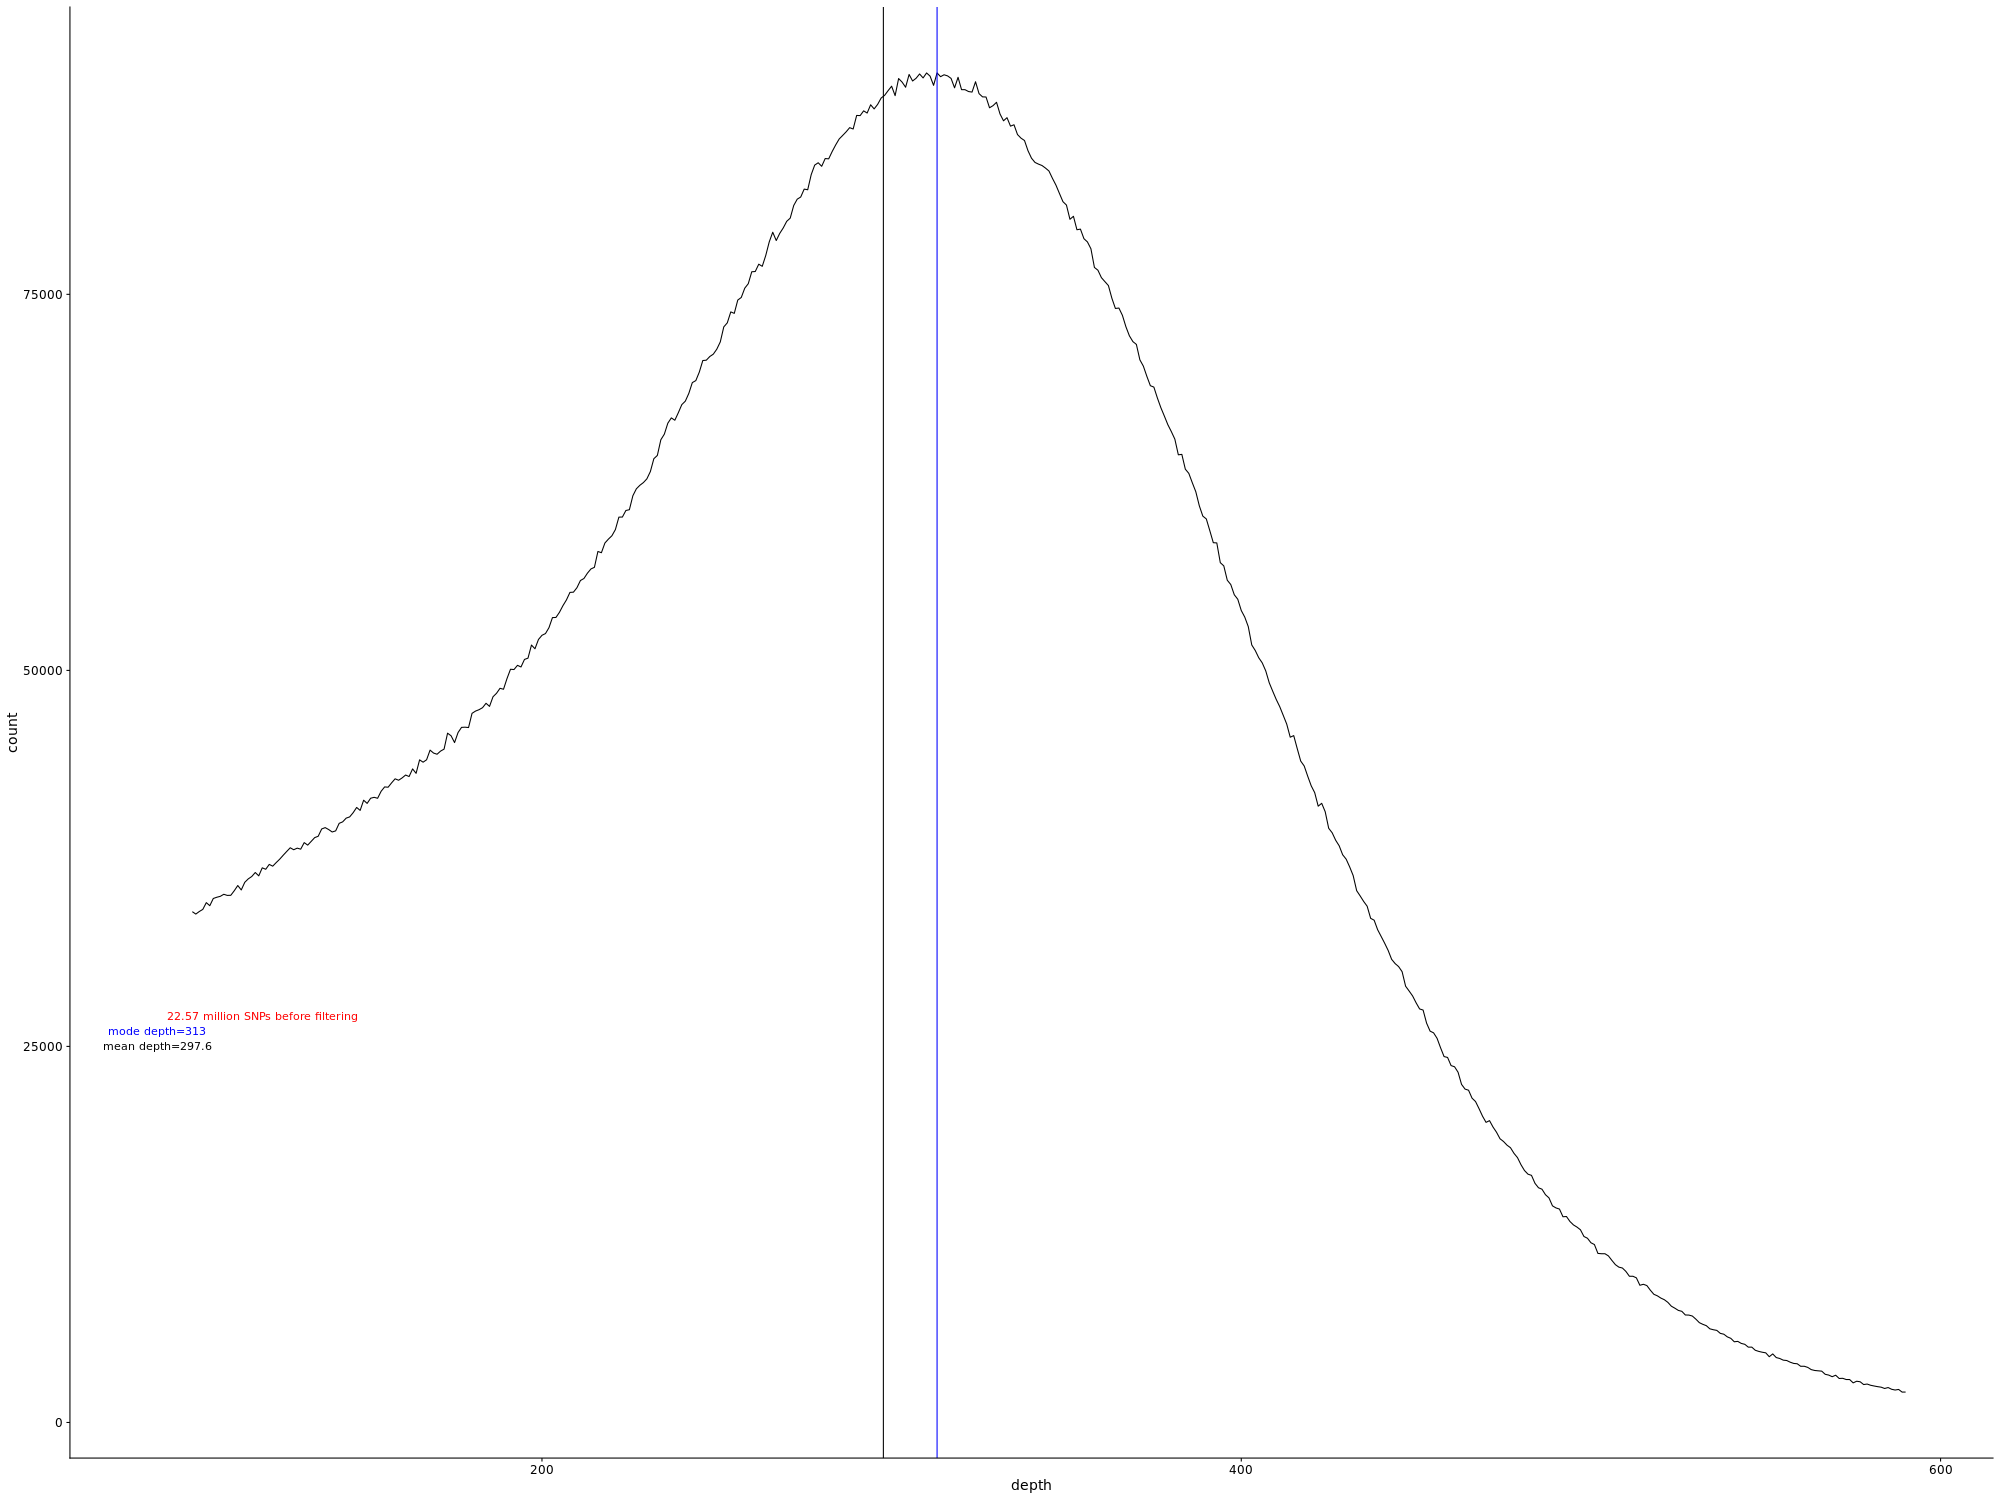 75000
50000
count
22.57 million SNPs before filtering
mode depth=313
25000
mean depth=297.6
0
200
400
600
depth